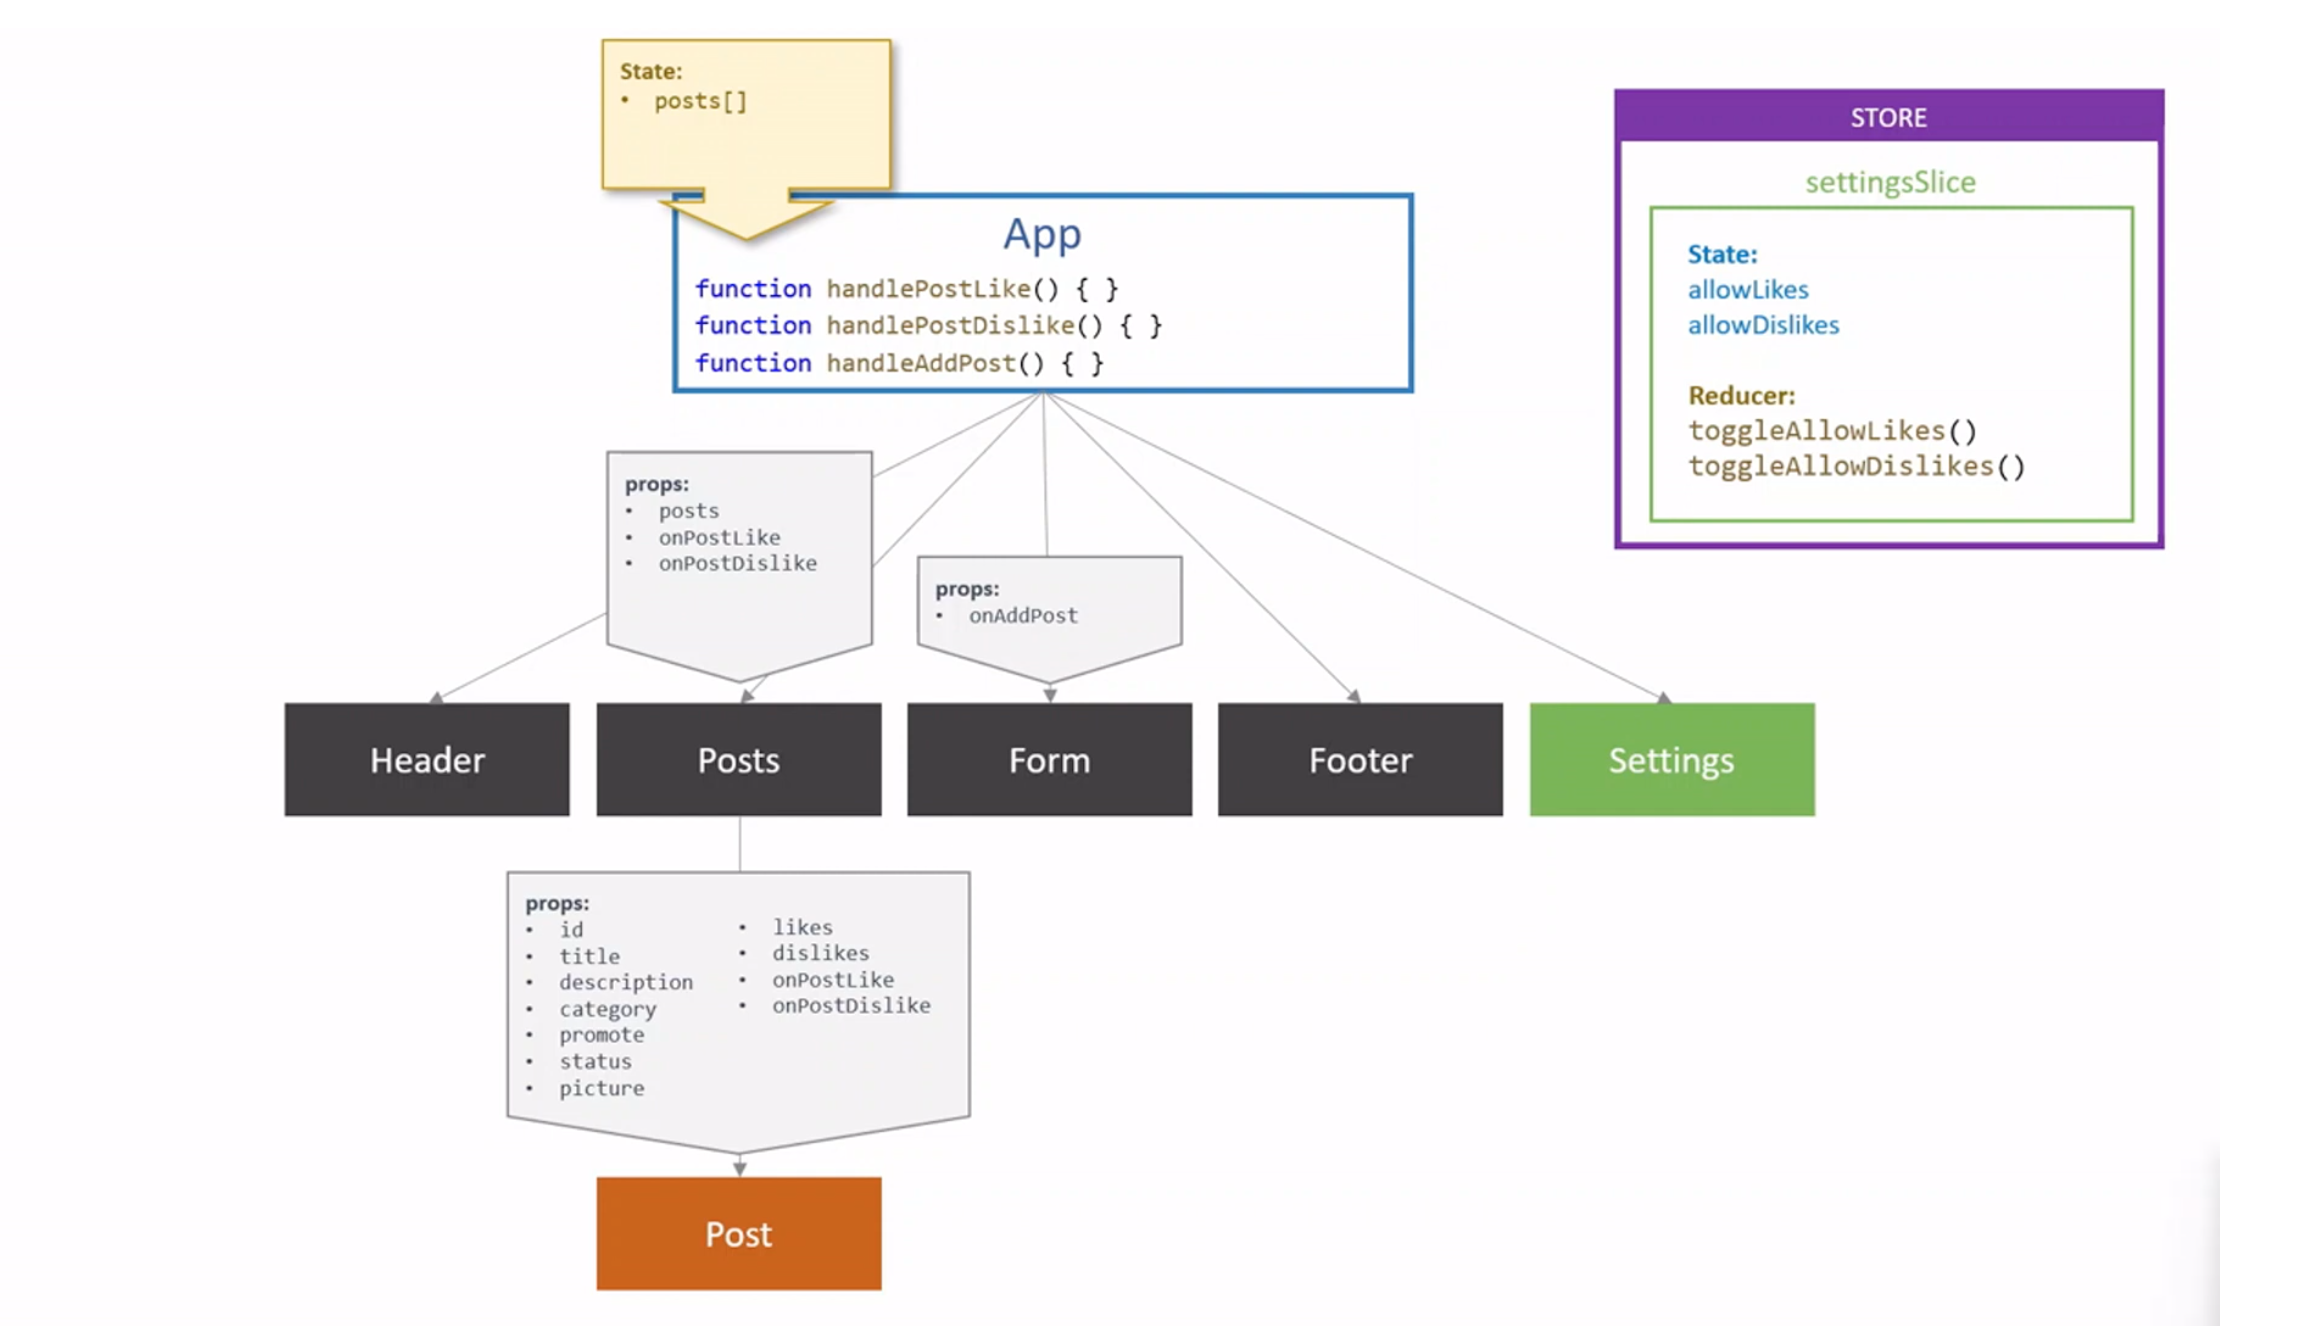 State:
• posts[]
STORE
settingsSlice
State:
allowLikes
allowDislikes
Reducer:
toggleAllowLikes()
toggleAllowDislikes()
App
function handlePostLike() { }
function handlePostDislike() { }
function handleAddPost() { }
props:
• posts
• onPostLike
• onPostDislike
props:
• onAddPost
Header
Posts
Form
Footer
Settings
props:
• id
• title
• description
• category
• promote
• status
• picture
• likes
• dislikes
• onPostLike
• onPostDislike
Post